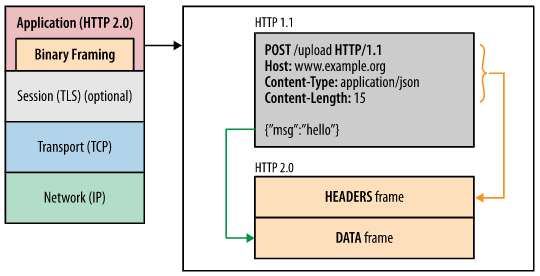 Application (HTTP 2.0)
Binary Framing
Session (TLS) (optional)
Transport (TCP)
Network (IP)
HTTP 1.1
POST /upload HTTP/1.1
Host: www.example.org
Content-Type: application/json
Content-Length: 15
{"msg":"hello"}
HTTP 2.0
HEADERS frame
DATA frame